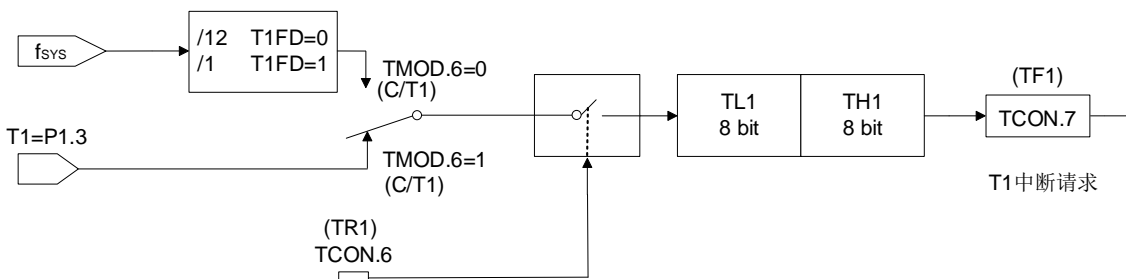 fSYS
/12 T1FD=0
/1 T1FD=1
TMOD.6=0
(C/T1)
T1=P1.3
TMOD.6=1
(C/T1)
(TR1)
TCON.6
TL1
8 bit
TH1
8 bit
(TF1)
TCON.7
T1中断请求